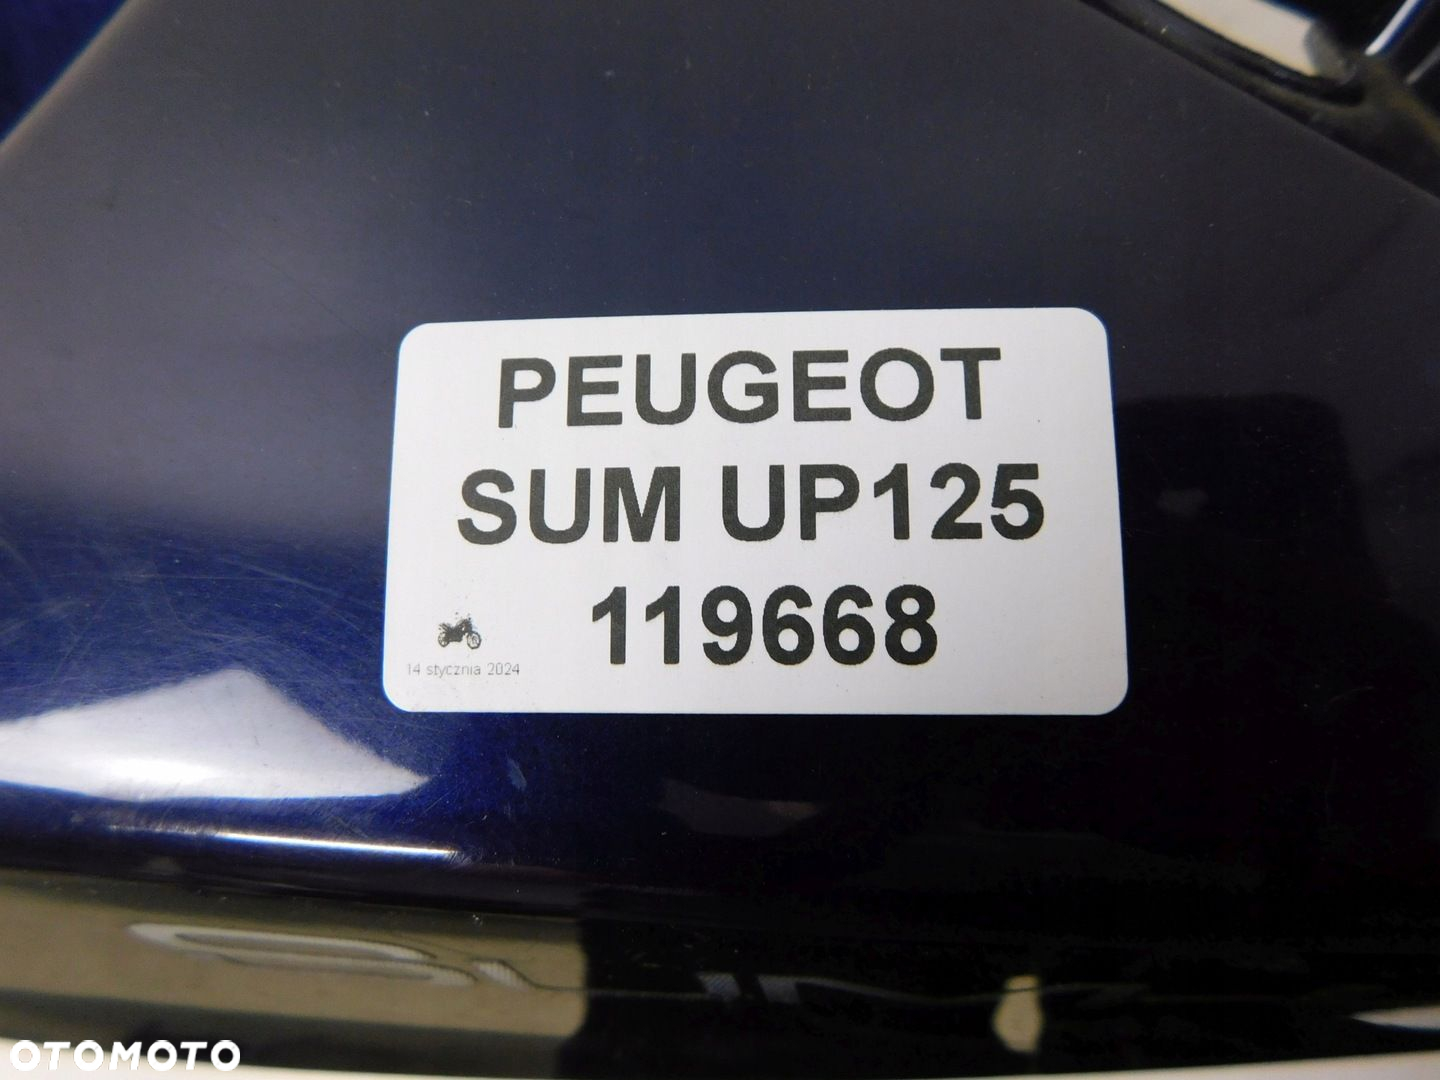 PEUGEOT
SUM UP125
119668
14 stycznia 2024
OTOMOTO